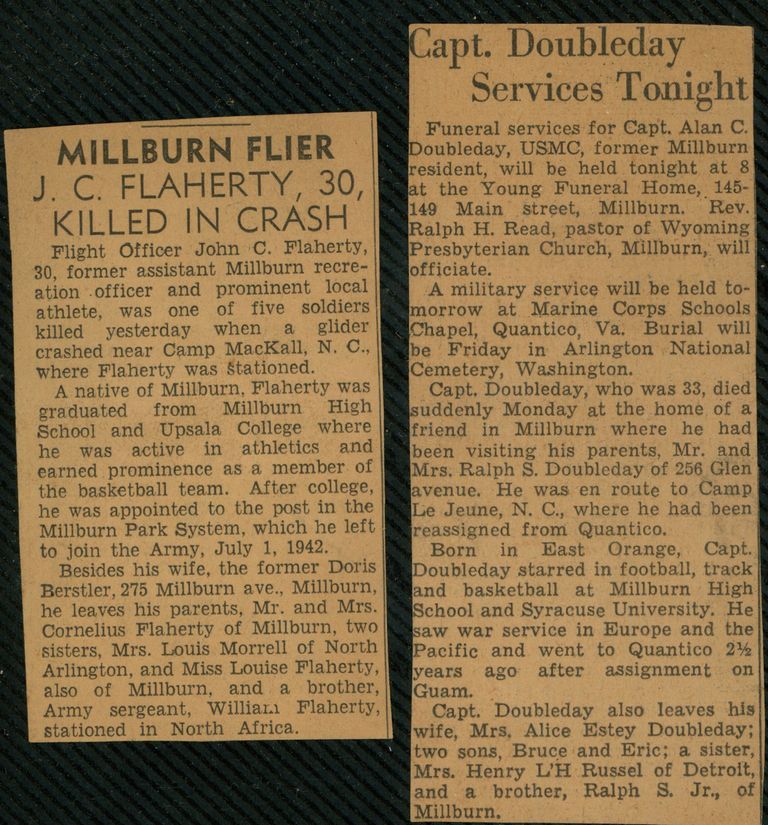 MILLBURN FLIER
J. C. FLAHERTY, 30,
KILLED IN CRASH
Flight Officer John C. Flaherty,
30, former assistant Millburn recre-
ation officer and prominent local
athlete, was one of five soldiers
killed yesterday when a glider
crashed near Camp MacKall, N. C.,
where Flaherty was stationed.
A native of Millburn, Flaherty was
graduated from Millburn High
School and Upsala College where
he was active in athletics and
earned prominence as a member of
the basketball team. After college,
he was appointed to the post in the
Millburn Park System, which he left
to join the Army, July 1, 1942.
Besides his wife, the former Doris
Berstler, 275 Millburn ave., Millburn,
he leaves his parents, Mr. and Mrs.
Cornelius Flaherty of Millburn, two
sisters, Mrs. Louis Morrell of North
Arlington, and Miss Louise Flaherty,
also of Millburn, and a brother,
Army sergeant, William Flaherty,
stationed in North Africa.
Capt. Doubleday
Services Tonight
Funeral services for Capt. Alan C.
Doubleday, USMC, former Millburn
resident, will be held tonight at 8
at the Young Funeral Home, 145-
149 Main street, Millburn. Rev.
Ralph H. Read, pastor of Wyoming
Presbyterian Church, Millburn, will
officiate.
A military service will be held to-
morrow at Marine Corps Schools
Chapel, Quantico, Va. Burial will
be Friday in Arlington National
Cemetery, Washington.
Capt. Doubleday, who was 33, died
suddenly Monday at the home of a
friend in Millburn where he had
been visiting his parents, Mr. and
Mrs. Ralph S. Doubleday of 256 Glen
avenue. He was en route to Camp
Le Jeune, N. C., where he had been
reassigned from Quantico.
Born in East Orange, Capt.
Doubleday starred in football, track
and basketball at Millburn High
School and Syracuse University. He
saw war service in Europe and the
Pacific and went to Quantico 2½
years ago after assignment on
Guam.
Capt. Doubleday also leaves his
wife, Mrs. Alice Estey Doubleday;
two sons, Bruce and Eric; a sister,
Mrs. Henry L'H Russel of Detroit,
and a brother, Ralph S. Jr., of
Millburn.